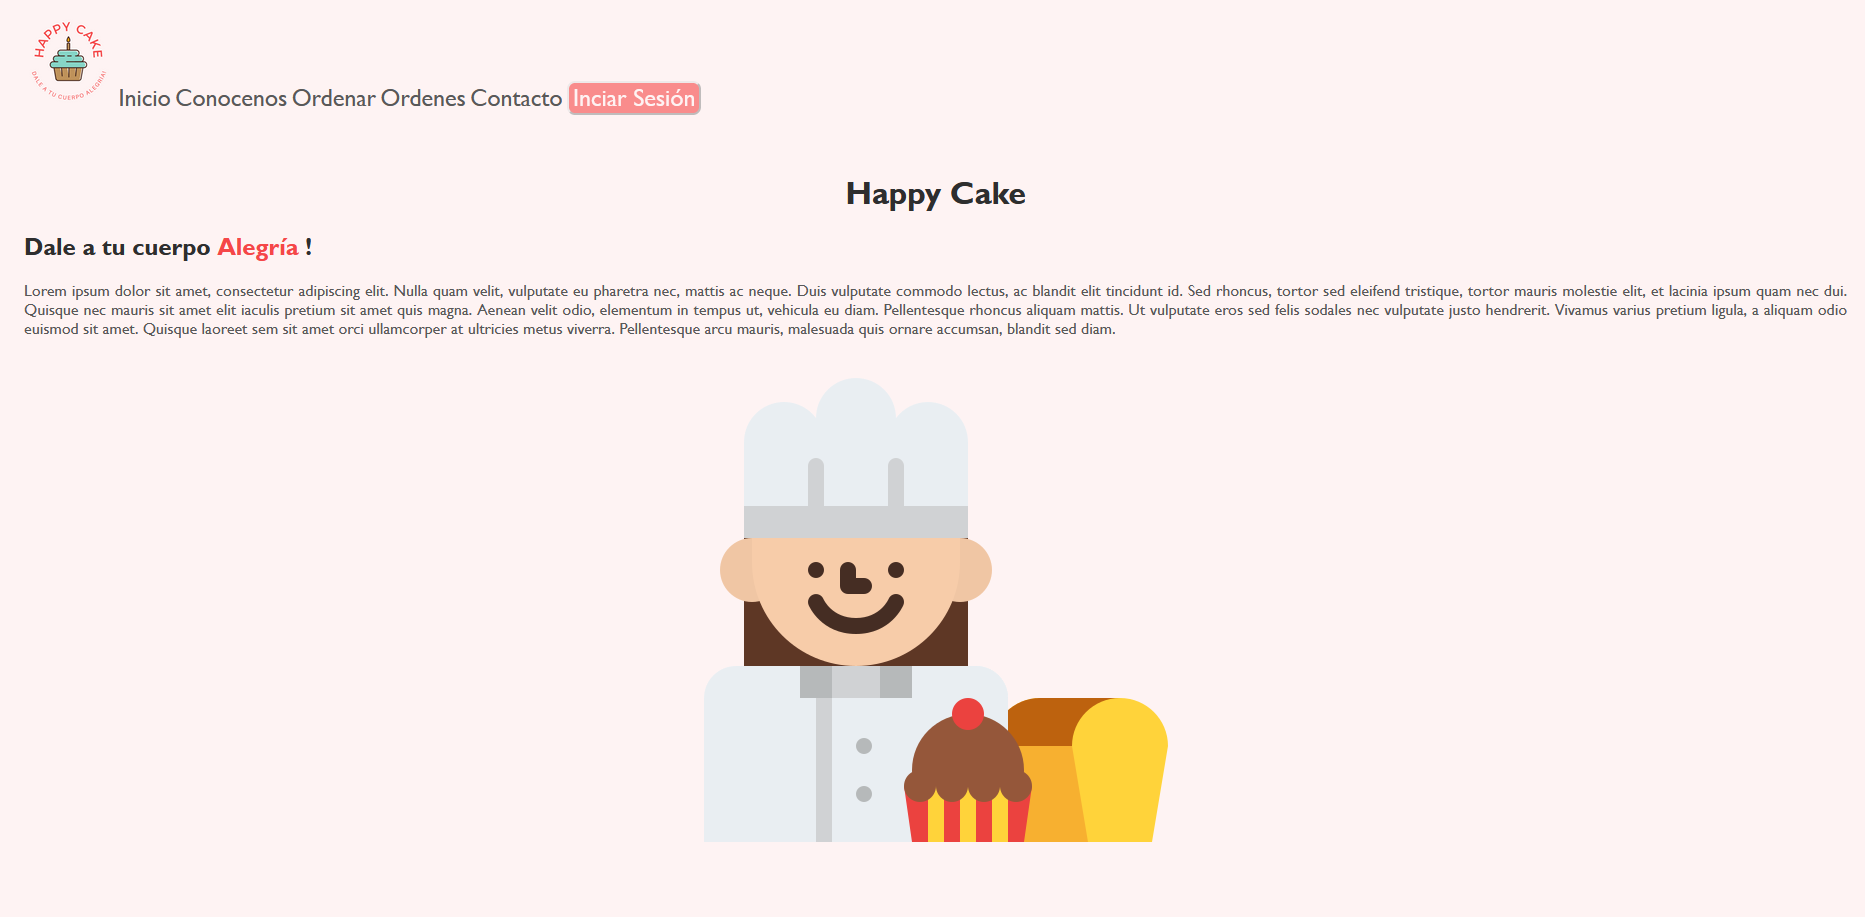 HAPPY CAKE
DALE A TU CUERPO ALEGRÍA!
Inicio Conocenos Ordenar Ordenes Contacto Inciar Sesión
Happy Cake
Dale a tu cuerpo Alegría !
Lorem ipsum dolor sit amet, consectetur adipiscing elit. Nulla quam velit, vulputate eu pharetra nec, mattis ac neque. Duis vulputate commodo lectus, ac blandit elit tincidunt id. Sed rhoncus, tortor sed eleifend tristique, tortor mauris molestie elit, et lacinia ipsum quam nec dui.
Quisque nec mauris sit amet elit iaculis pretium sit amet quis magna. Aenean velit odio, elementum in tempus ut, vehicula eu diam. Pellentesque rhoncus aliquam mattis. Ut vulputate eros sed felis sodales nec vulputate justo hendrerit. Vivamus varius pretium ligula, a aliquam odio
euismod sit amet. Quisque laoreet sem sit amet orci ullamcorper at ultricies metus viverra. Pellentesque arcu mauris, malesuada quis ornare accumsan, blandit sed diam.